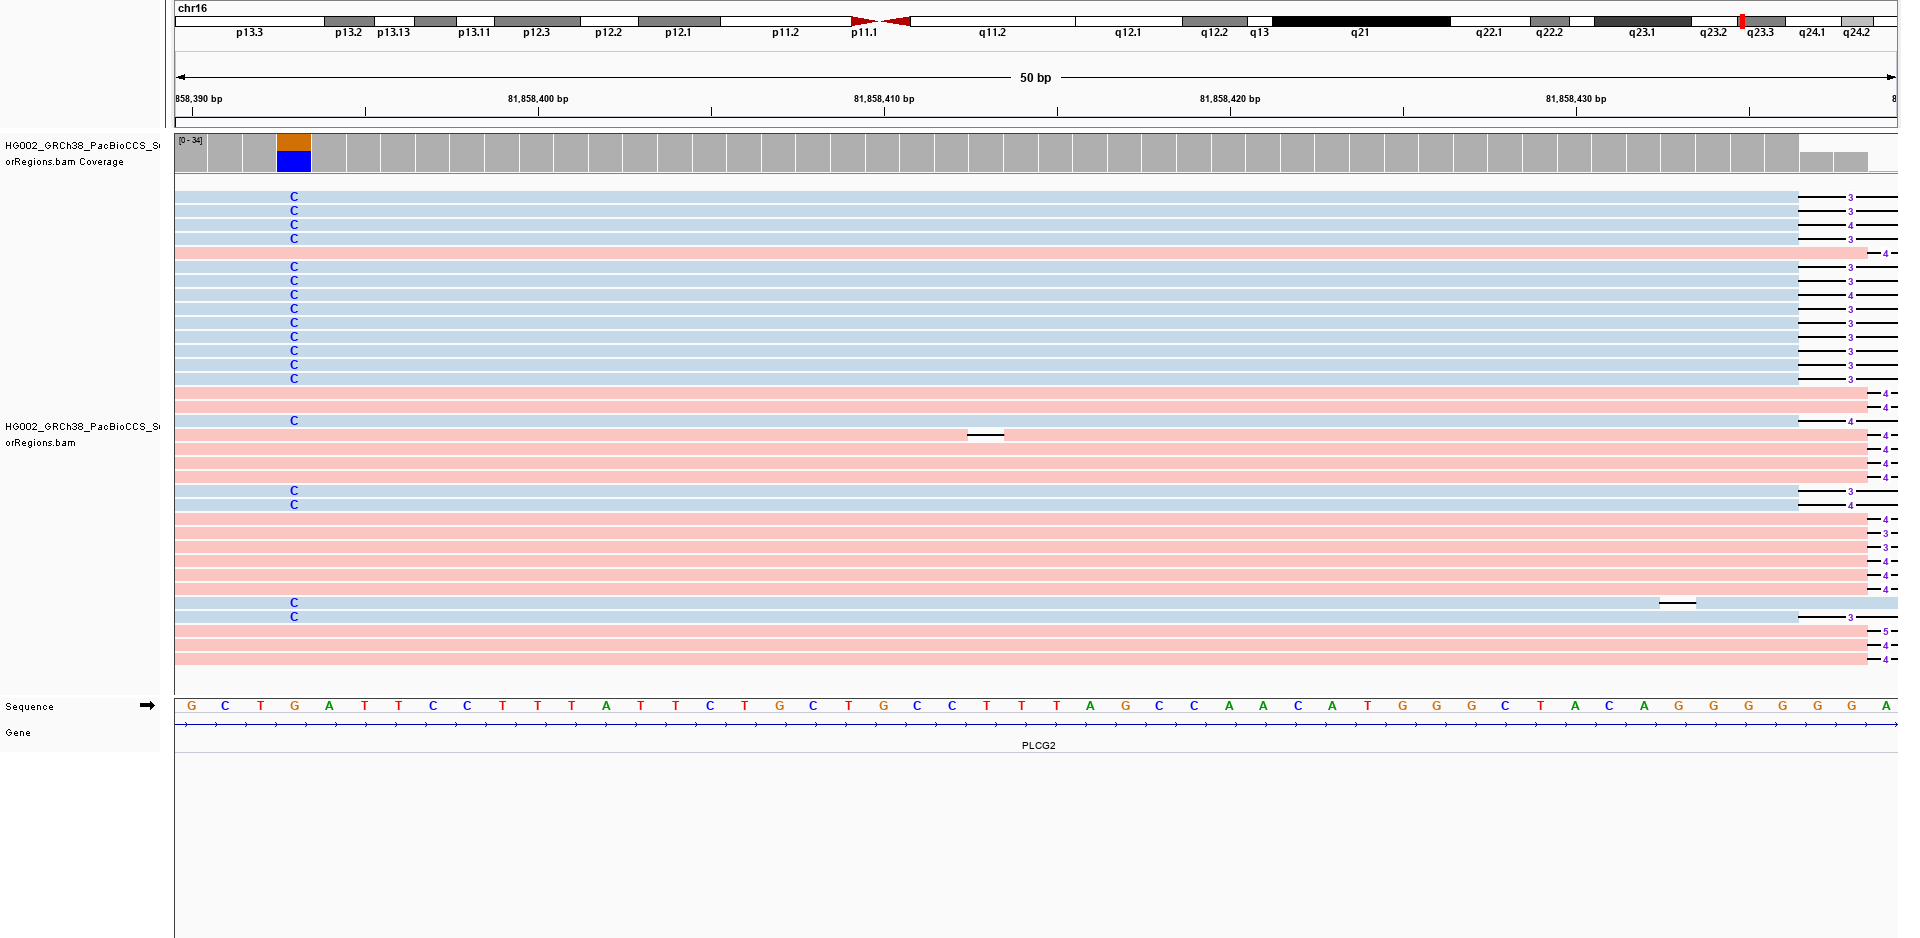 chr16
p13.3 p13.2 p13.13 p13.11 p12.3 p12.2 p12.1 p11.2 p11.1 q11.2 q12.1 q12.2 q13 q21 q22.1 q22.2 q23.1 q23.2 q23.3 q24.1 q24.2
50 bp
858,390 bp 81,858,400 bp 81,858,410 bp 81,858,420 bp 81,858,430 bp 8
[0 - 34]
HG002_GRCh38_PacBioCCS_S
orRegions.bam Coverage
C 3
C 3
C 4
C 3
4
C 3
C 3
C 4
C 3
C 3
C 3
C 3
C 3
C 3
4
4
C 4
HG002_GRCh38_PacBioCCS_S
4
orRegions.bam
4
4
4
C 3
C 4
4
3
3
4
4
4
C
C 3
5
4
4
Sequence G C T G A T T C C T T T A T T C T G C T G C C T T T A G C C A A C A T G G G C T A C A G G G G G G A
Gene
PLCG2